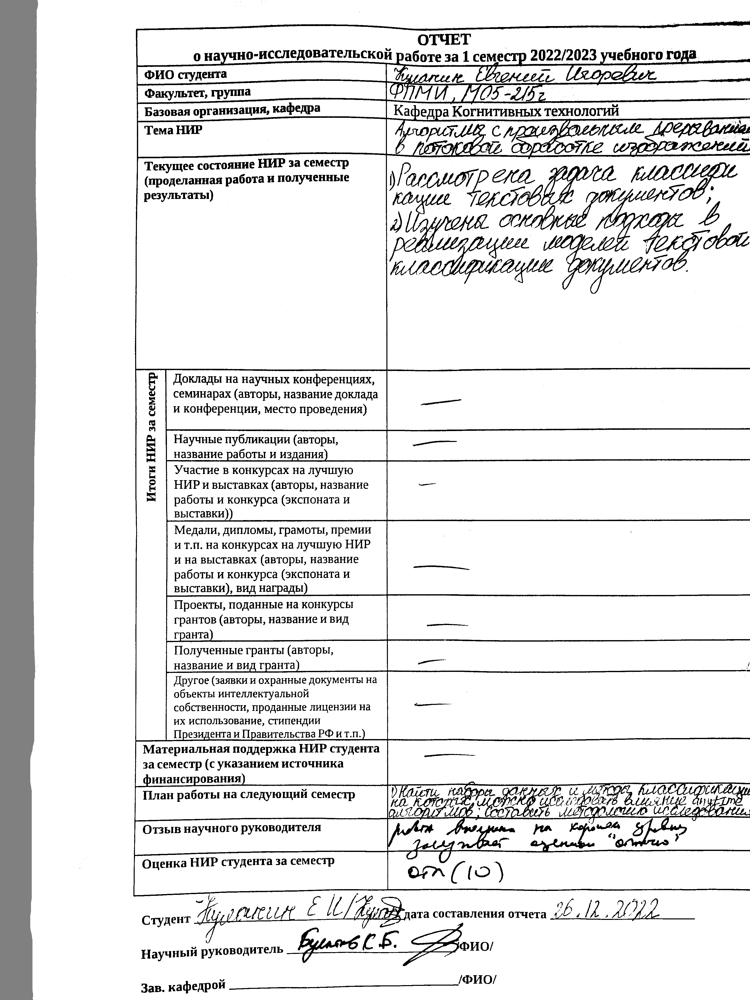 ОТЧЕТ
о научно-исследовательской работе за 1 семестр 2022/2023 учебного года
ФИО студента
Евгений Игоревич
Факультет, группа
ФПМИ, М05-215г
Базовая организация, кафедра
Кафедра Когнитивных технологий
Тема НИР
Алгоритмы с произвольным прерыванием
в потоковой обработке изображений
Текущее состояние НИР за семестр
(проделанная работа и полученные
результаты)
1) Рассмотрена задача классифи
кации текстовых документов;
2) Изучены основные подходы в
реализации моделей текстовой
классификации документов.
Итоги НИР за семестр
Доклады на научных конференциях,
семинарах (авторы, название доклада
и конференции, место проведения)
—
Научные публикации (авторы,
название работы и издания)
—
Участие в конкурсах на лучшую
НИР и выставках (авторы, название
работы и конкурса (экспоната и
выставки))
—
Медали, дипломы, грамоты, премии
и т.п. на конкурсах на лучшую НИР
и на выставках (авторы, название
работы и конкурса (экспоната и
выставки), вид награды)
—
Проекты, поданные на конкурсы
грантов (авторы, название и вид
гранта)
—
Полученные гранты (авторы,
название и вид гранта)
—
Другое (заявки и охранные документы на
объекты интеллектуальной
собственности, проданные лицензии на
их использование, стипендии
Президента и Правительства РФ и т.п.)
—
Материальная поддержка НИР студента
за семестр (с указанием источника
финансирования)
—
План работы на следующий семестр
1) Найти наборы данных и методы классификации
на которых можно исследовать влияние anytime
алгоритмов; составить методологию исследования
Отзыв научного руководителя
работа выполнена на хорошем уровне
заслуживает оценки "отлично"
Оценка НИР студента за семестр
отл (10)
Студент Е И / дата составления отчета 26.12.2022
Научный руководитель Булатов К.Б. /ФИО/
Зав. кафедрой /ФИО/